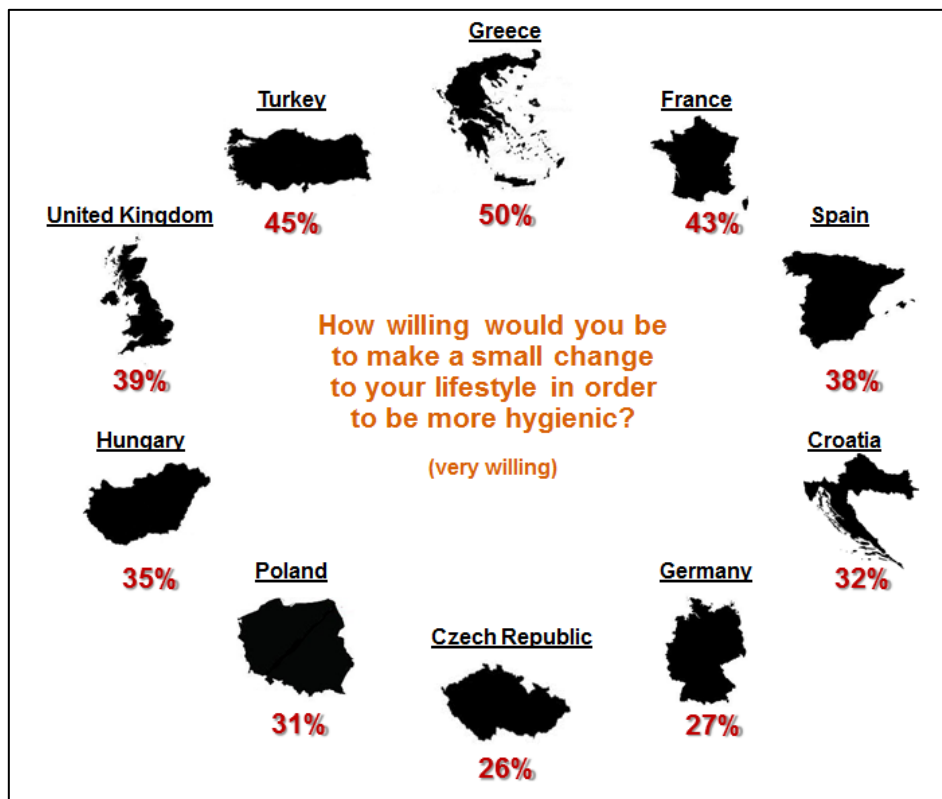 Greece
Turkey
France
45%
50%
43%
United Kingdom
Spain
39%
38%
How willing would you be
to make a small change
to your lifestyle in order
to be more hygienic?
(very willing)
Hungary
Croatia
35%
32%
Poland
Germany
Czech Republic
31%
27%
26%